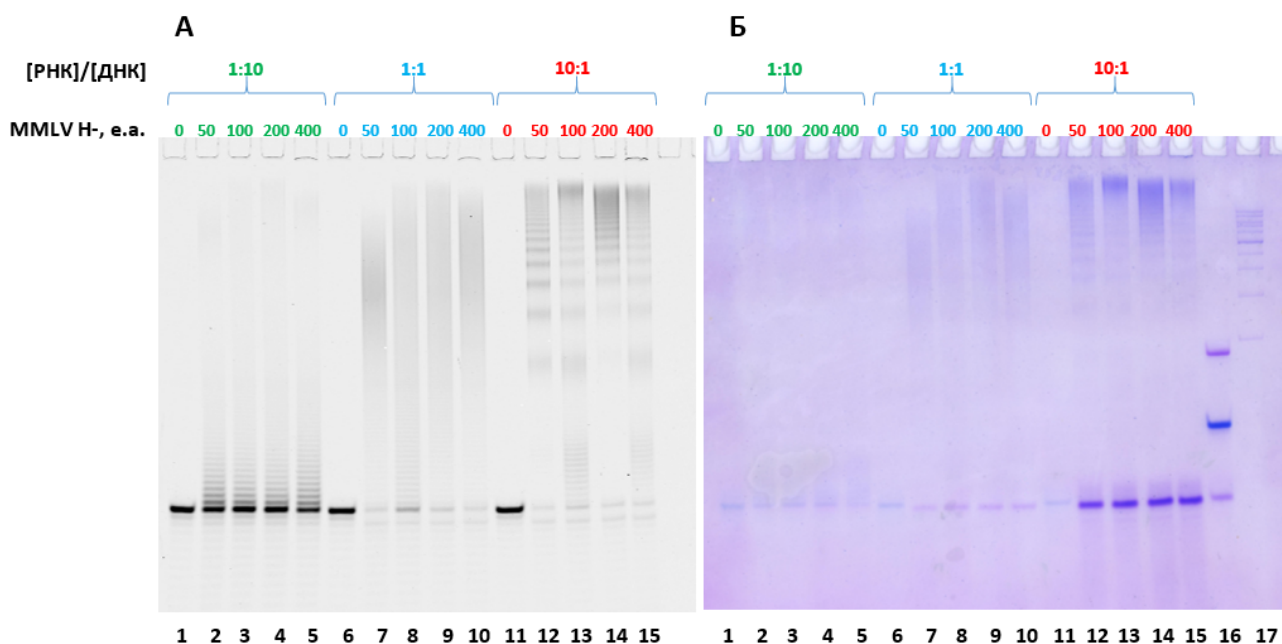 А Б
[РНК]/[ДНК] 1:10 1:1 10:1 1:10 1:1 10:1
MMLV H-, е.а. 0 50 100 200 400 0 50 100 200 400 0 50 100 200 400 0 50 100 200 400 0 50 100 200 400 0 50 100 200 400
1 2 3 4 5 6 7 8 9 10 11 12 13 14 15 1 2 3 4 5 6 7 8 9 10 11 12 13 14 15 16 17